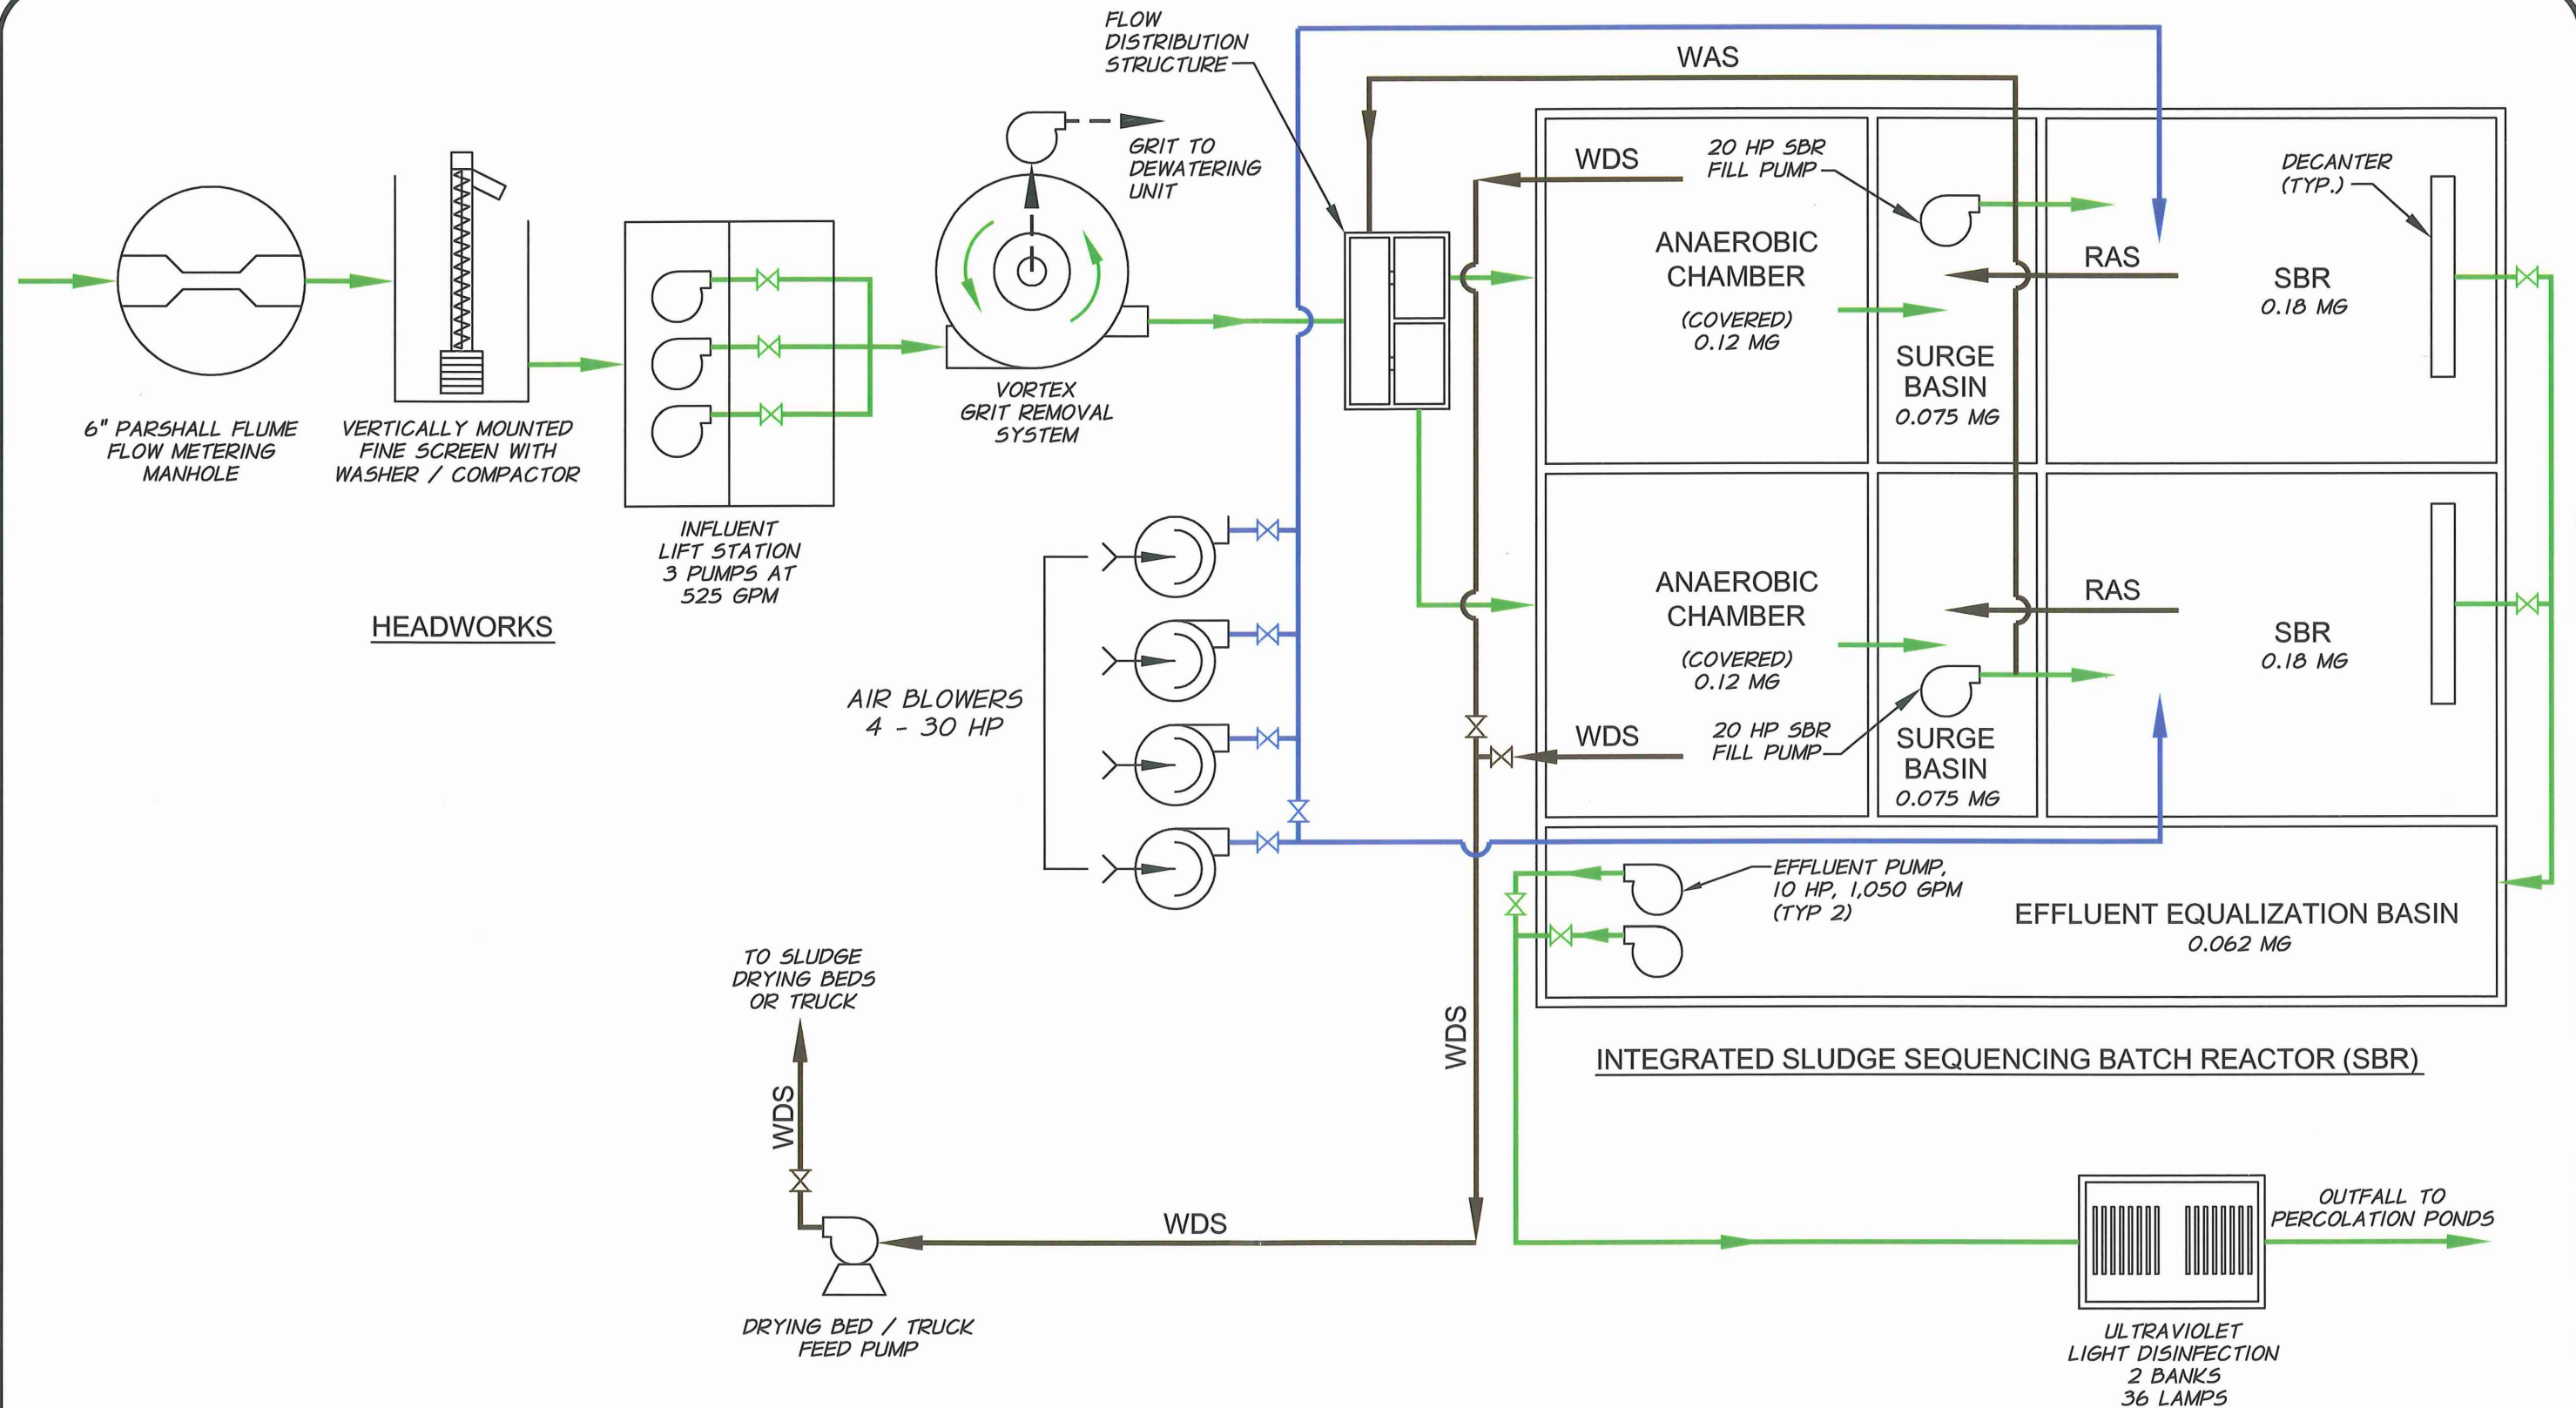 FLOW
DISTRIBUTION
STRUCTURE
WAS
GRIT TO
DEWATERING
UNIT
WDS
20 HP SBR
FILL PUMP
DECANTER
(TYP.)
ANAEROBIC
CHAMBER
(COVERED)
0.12 MG
RAS
SBR
0.18 MG
SURGE
BASIN
0.075 MG
6" PARSHALL FLUME
FLOW METERING
MANHOLE
VERTICALLY MOUNTED
FINE SCREEN WITH
WASHER / COMPACTOR
VORTEX
GRIT REMOVAL
SYSTEM
INFLUENT
LIFT STATION
3 PUMPS AT
525 GPM
HEADWORKS
AIR BLOWERS
4 - 30 HP
ANAEROBIC
CHAMBER
(COVERED)
0.12 MG
RAS
SBR
0.18 MG
WDS
20 HP SBR
FILL PUMP
SURGE
BASIN
0.075 MG
EFFLUENT PUMP,
10 HP, 1,050 GPM
(TYP 2)
EFFLUENT EQUALIZATION BASIN
0.062 MG
TO SLUDGE
DRYING BEDS
OR TRUCK
WDS
WDS
INTEGRATED SLUDGE SEQUENCING BATCH REACTOR (SBR)
WDS
DRYING BED / TRUCK
FEED PUMP
OUTFALL TO
PERCOLATION PONDS
ULTRAVIOLET
LIGHT DISINFECTION
2 BANKS
36 LAMPS